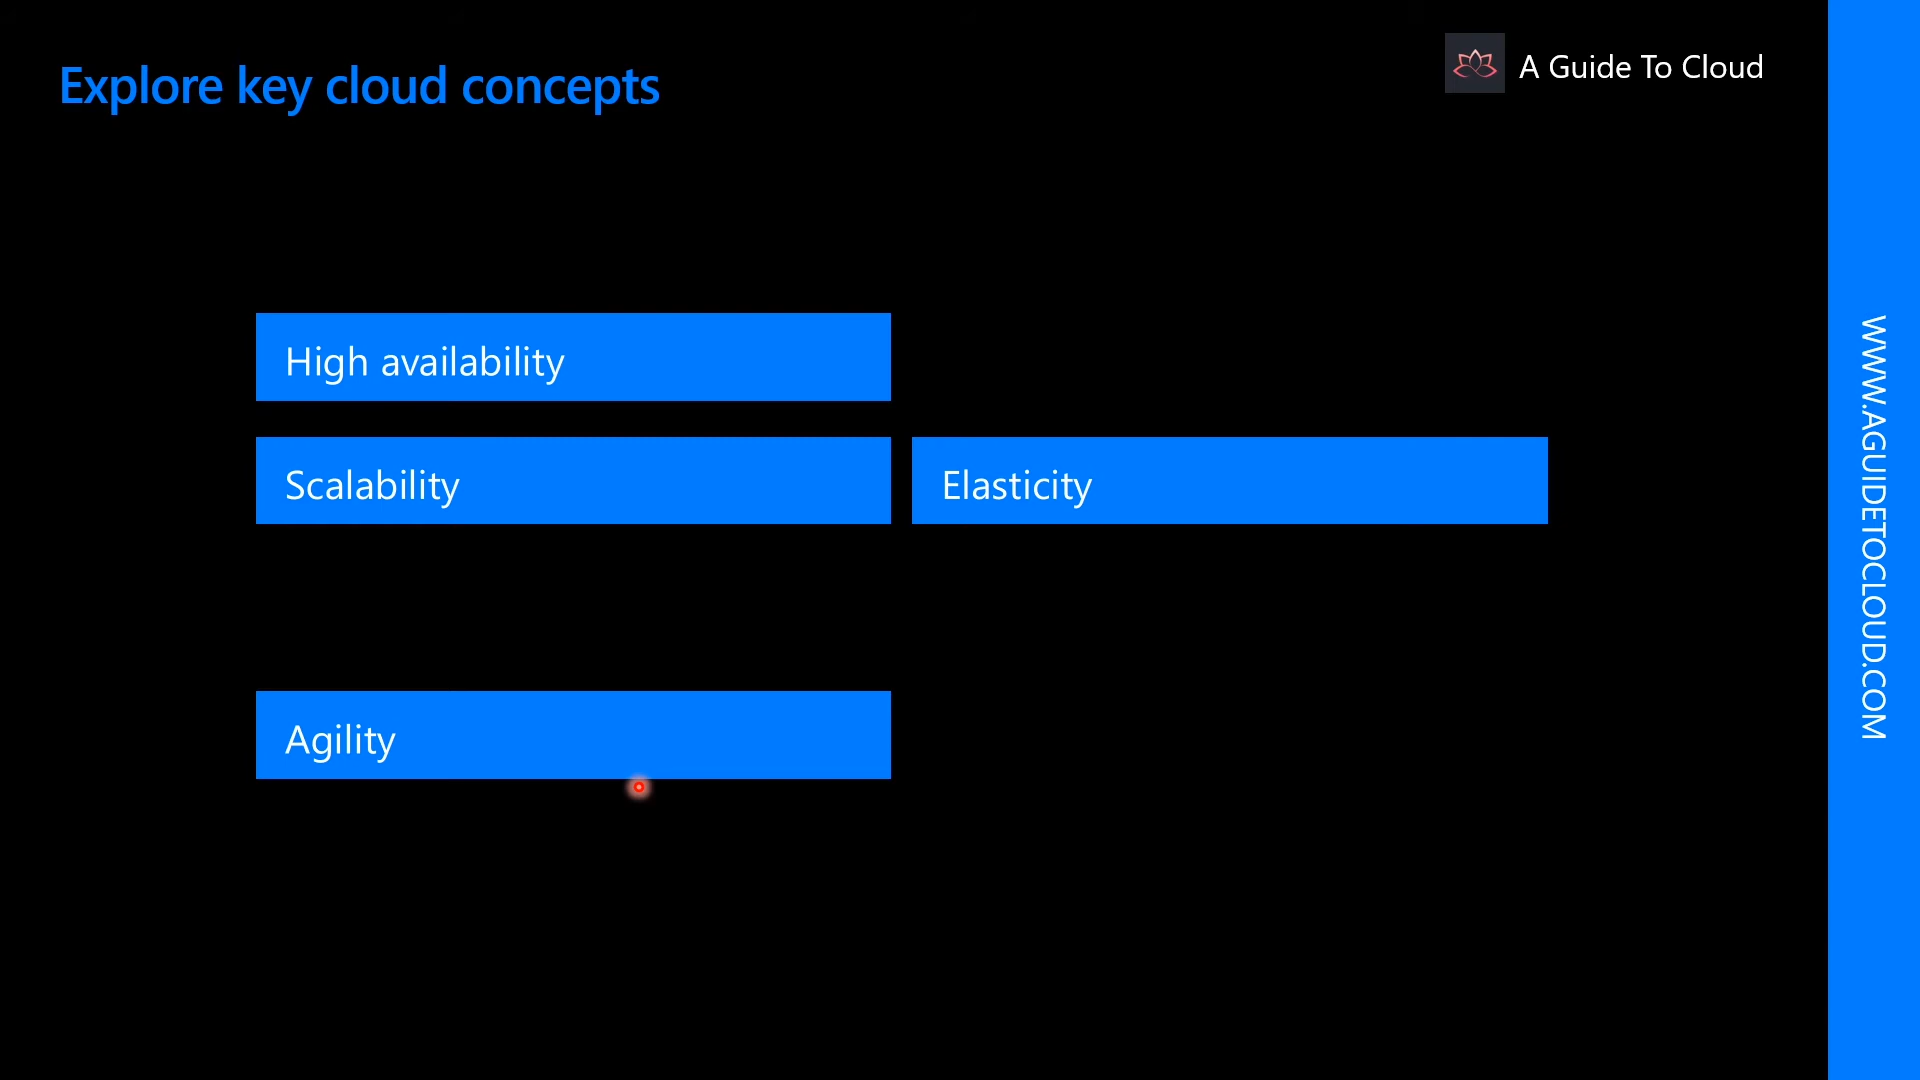 Explore key cloud concepts
A Guide To Cloud
High availability
Scalability
Elasticity
Agility
WWW.AGUIDETOCLOUD.COM